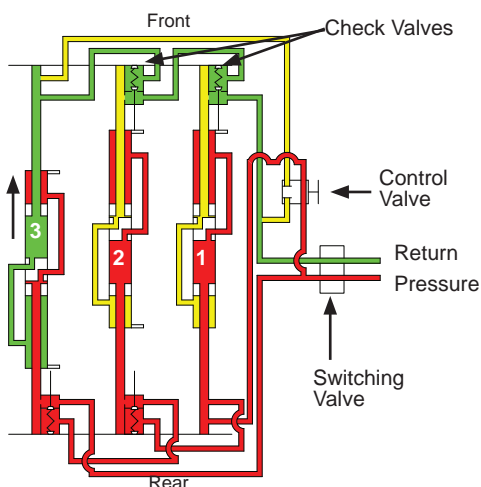 Front
Check Valves
Control
Valve
3
2
1
Return
Pressure
Switching
Valve
Rear